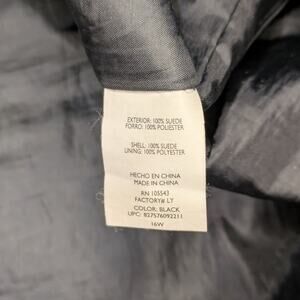 EXTERIOR: 100% SUEDE
FORRO: 100% POLIESTER
SHELL: 100% SUEDE
LINING: 100% POLYESTER
HECHO EN CHINA
MADE IN CHINA
RN 105543
FACTORY# LY
COLOR: BLACK
UPC: 827576092211
16W